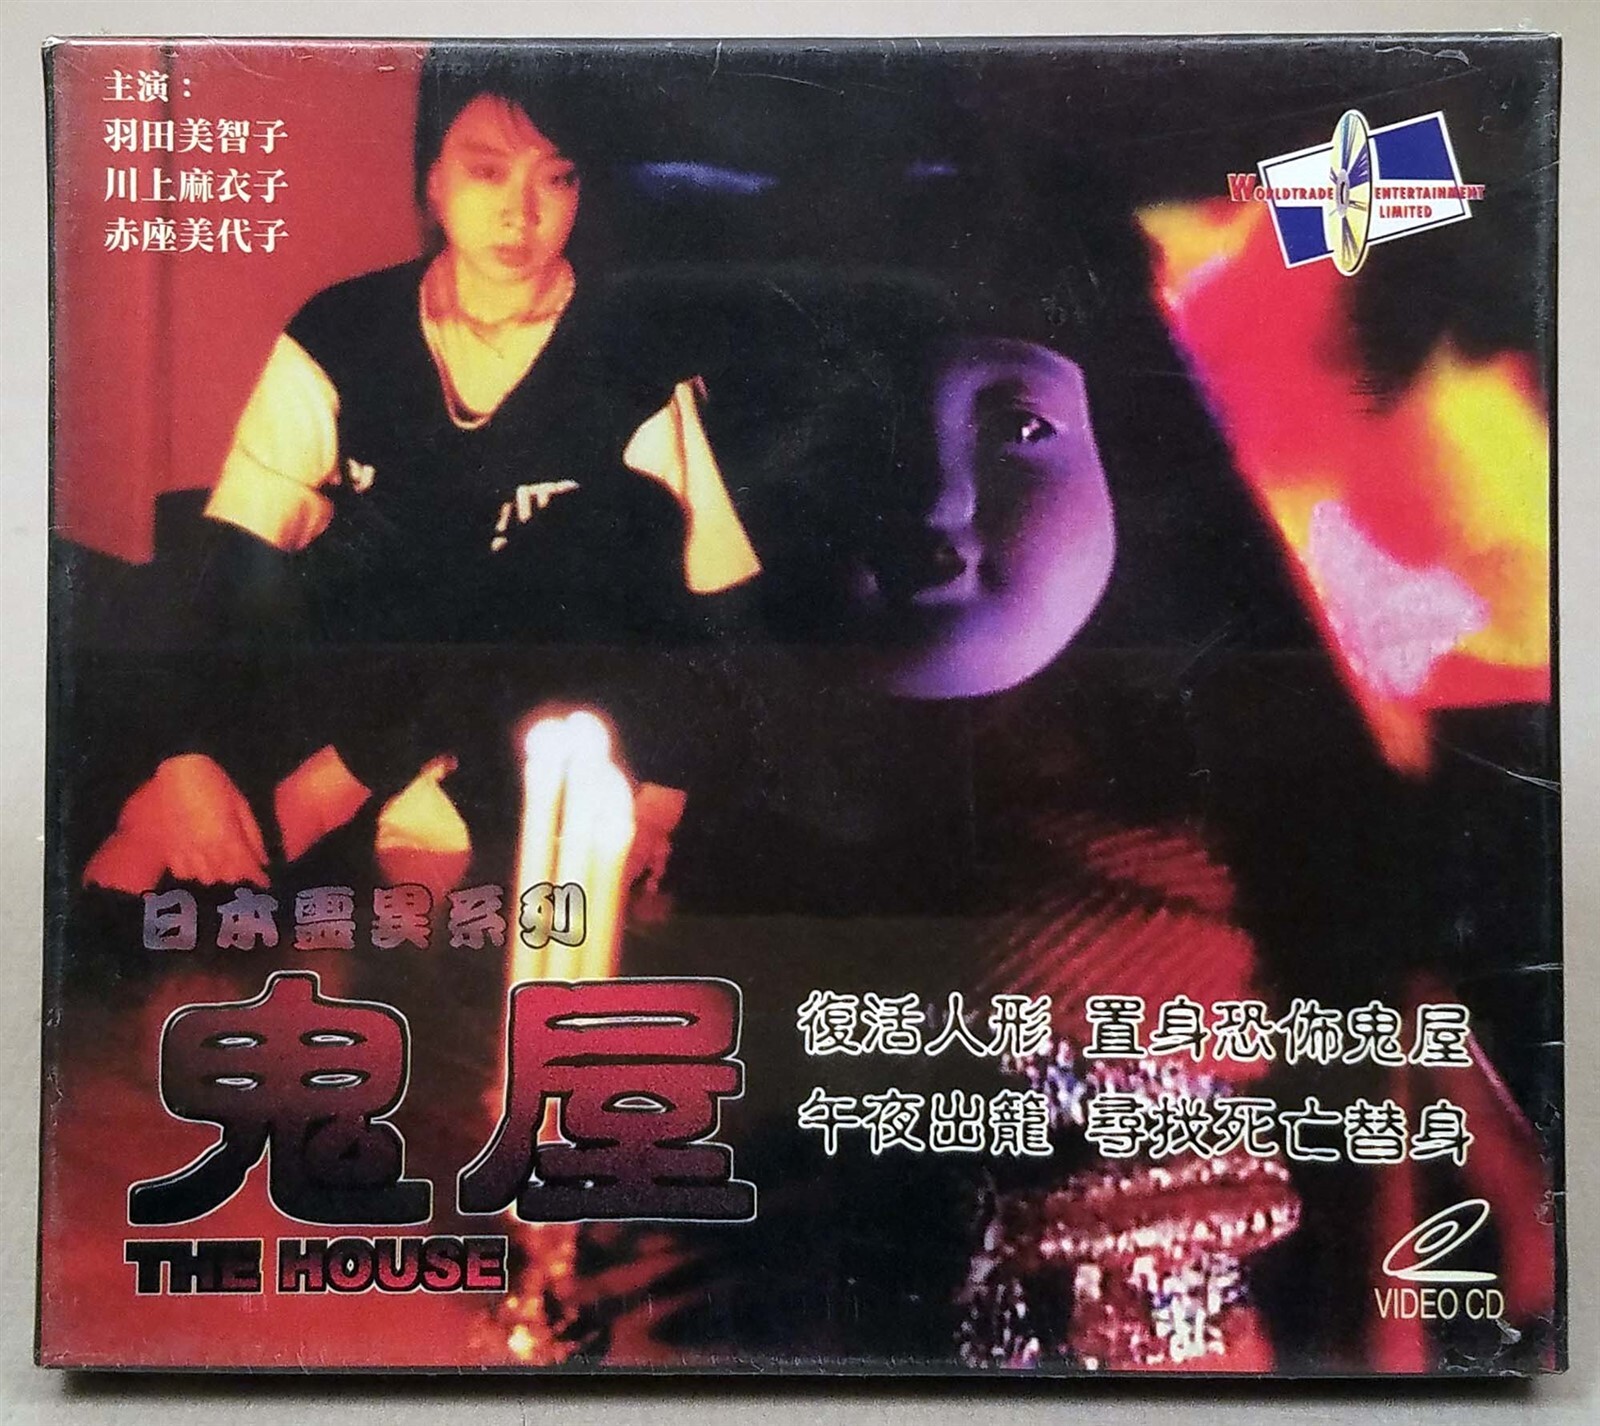 主演：
羽田美智子
川上麻衣子
赤座美代子
WORLDTRADE ENTERTAINMENT
LIMITED
日本霊異系列
鬼屋
THE HOUSE
復活人形 置身恐怖鬼屋
午夜出籠 尋找死亡替身
VIDEO CD